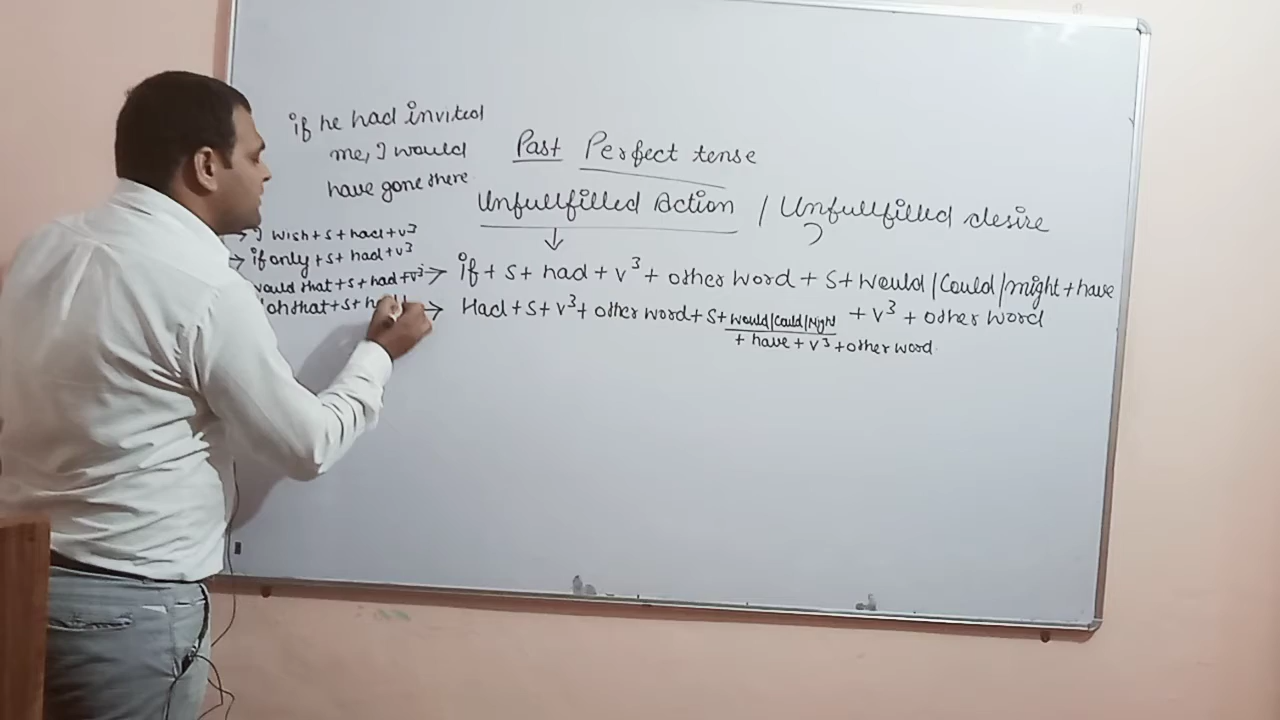 if he had invited
me, I would
have gone there
Past Perfect tense
Unfullfilled Action / Unfullfilled desire
→ I wish + S + had + V³
→ if only + S + had + V³
would that + S + had + V³
oh that + S + had
→ if + S + had + V³ + other word + S + would / Could / might + have
+ V³ + other word
→ Had + S + V³ + other word + S + would / Could / Might
+ have + V³ + other word